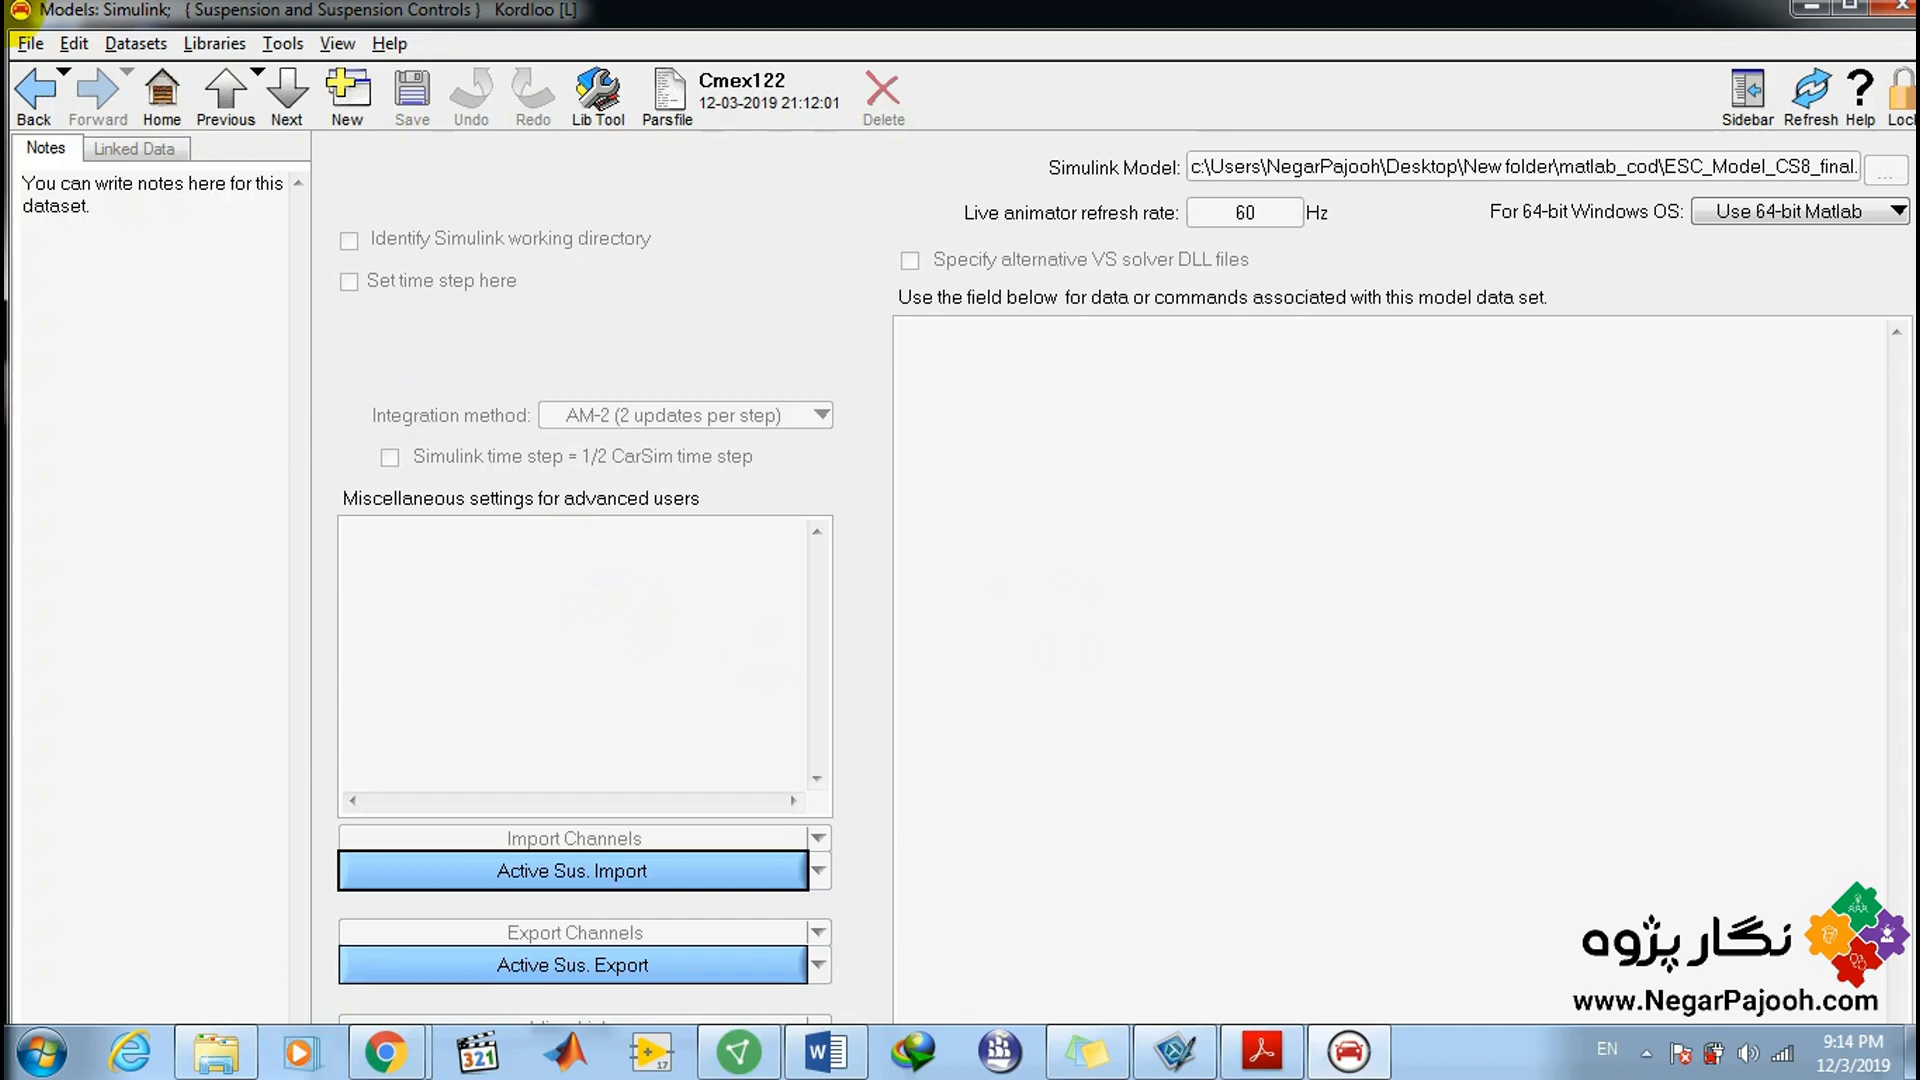 Models: Simulink;   { Suspension and Suspension Controls }   Kordloo [L]
File Edit Datasets Libraries Tools View Help
Back Forward Home Previous Next New Save Undo Redo Lib Tool Parsfile
Cmex122
12-03-2019 21:12:01
Delete
Sidebar Refresh Help Loc
Notes Linked Data
You can write notes here for this
dataset.
Simulink Model: c:\Users\NegarPajooh\Desktop\New folder\matlab_cod\ESC_Model_CS8_final. ...
Live animator refresh rate: 60 Hz
For 64-bit Windows OS: Use 64-bit Matlab
Identify Simulink working directory
Set time step here
Specify alternative VS solver DLL files
Use the field below for data or commands associated with this model data set.
Integration method: AM-2 (2 updates per step)
Simulink time step = 1/2 CarSim time step
Miscellaneous settings for advanced users
Import Channels
Active Sus. Import
Export Channels
Active Sus. Export
نگار پژوه
www.NegarPajooh.com
321
17
W
EN
9:14 PM
12/3/2019